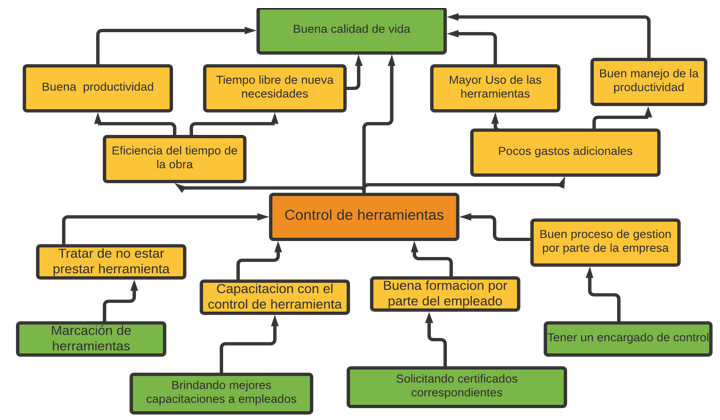 Buena calidad de vida
Buena productividad
Tiempo libre de nueva
necesidades
Mayor Uso de las
herramientas
Buen manejo de la
productividad
Eficiencia del tiempo de
la obra
Pocos gastos adicionales
Control de herramientas
Tratar de no estar
prestar herramienta
Capacitacion con el
control de herramienta
Buena formacion por
parte del empleado
Buen proceso de gestion
por parte de la empresa
Marcación de
herramientas
Brindando mejores
capacitaciones a empleados
Solicitando certificados
correspondientes
Tener un encargado de control